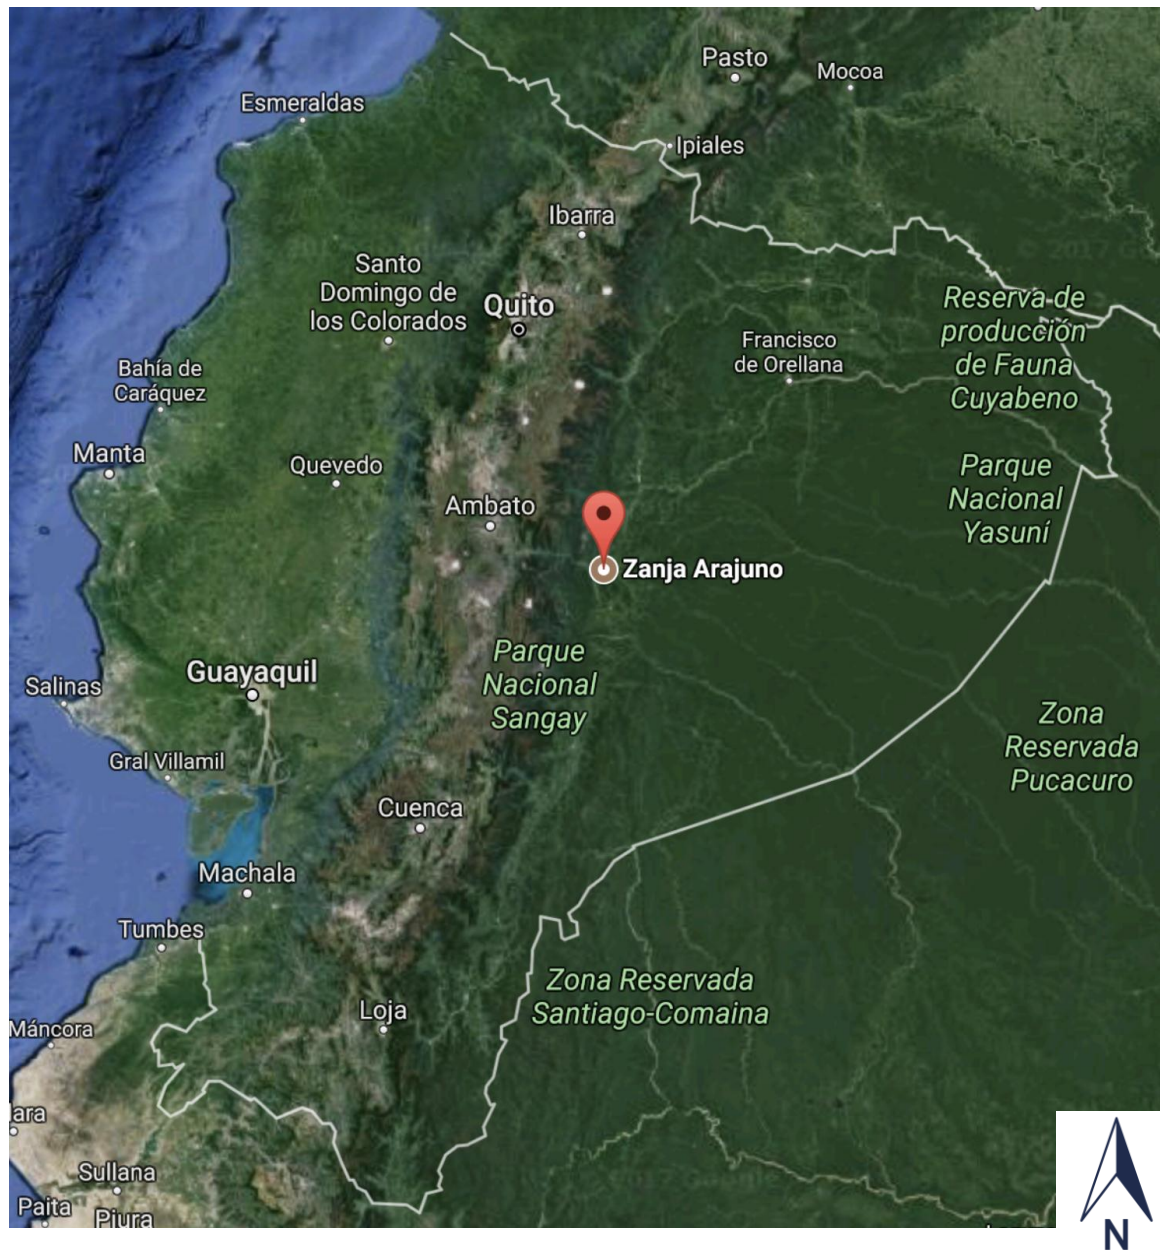 Pasto
Mocoa
Esmeraldas
Ipiales
Ibarra
Santo
Domingo de
los Colorados
Quito
Reserva de
producción
de Fauna
Cuyabeno
Francisco
de Orellana
Bahía de
Caráquez
Manta
Quevedo
Parque
Nacional
Yasuní
Ambato
Zanja Arajuno
Parque
Nacional
Sangay
Guayaquil
Salinas
Zona
Reservada
Pucacuro
Gral Villamil
Cuenca
Machala
Tumbes
Zona Reservada
Santiago-Comaina
Loja
Máncora
lara
Sullana
Paita
Piura
N